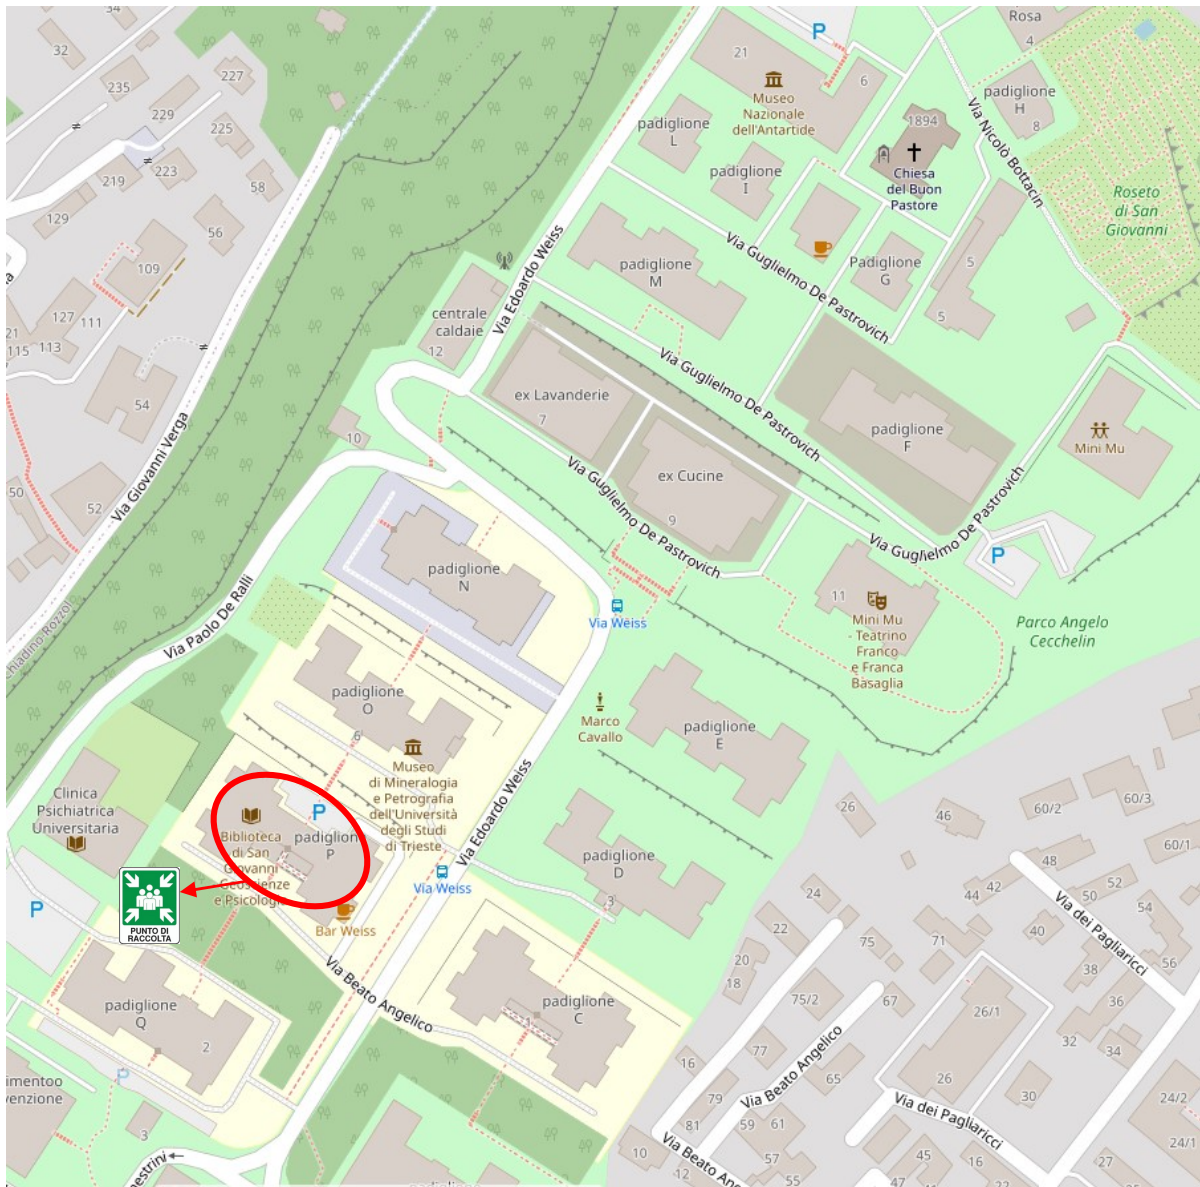 32
34
235
227
229
225
223
219
58
129
56
109
127
111
121
115
113
54
50
52
Via Giovanni Verga
Chiadino-Rozzol
Via Paolo De Ralli
Via Edoardo Weiss
centrale
caldaie
12
10
P
21
6
Museo
Nazionale
dell'Antartide
padiglione
L
padiglione
I
padiglione
M
1894
Chiesa
del Buon
Pastore
Rosa
4
padiglione
H
8
Via Nicolò Bottacin
Roseto
di San
Giovanni
Padiglione
G
5
5
Via Guglielmo De Pastrovich
Via Guglielmo De Pastrovich
ex Lavanderie
7
ex Cucine
9
Via Guglielmo De Pastrovich
padiglione
F
Mini Mu
Via Guglielmo De Pastrovich
P
11
Mini Mu
- Teatrino
Franco
e Franca
Basaglia
Parco Angelo
Cecchelin
padiglione
N
Via Weiss
padiglione
O
6
Marco
Cavallo
padiglione
E
Museo
di Mineralogia
e Petrografia
dell'Università
degli Studi
di Trieste
Via Edoardo Weiss
Clinica
Psichiatrica
Universitaria
P
Biblioteca
di San
Giovanni
Geoscienze
e Psicologia
padiglione
P
PUNTO DI
RACCOLTA
P
Bar Weiss
Via Weiss
padiglione
D
3
Via Beato Angelico
padiglione
Q
2
padiglione
C
1
P
3
padiglione
26
46
60/2
60/3
60/1
48
50
52
44
42
54
24
22
20
18
75
71
40
38
56
36
Via dei Pagliaricci
75/2
67
26/1
32
34
77
16
Via Beato Angelico
65
79
81
59
61
26
30
24/2
24/1
Via dei Pagliaricci
Via Beato
10
12
57
55
47
45
16
27